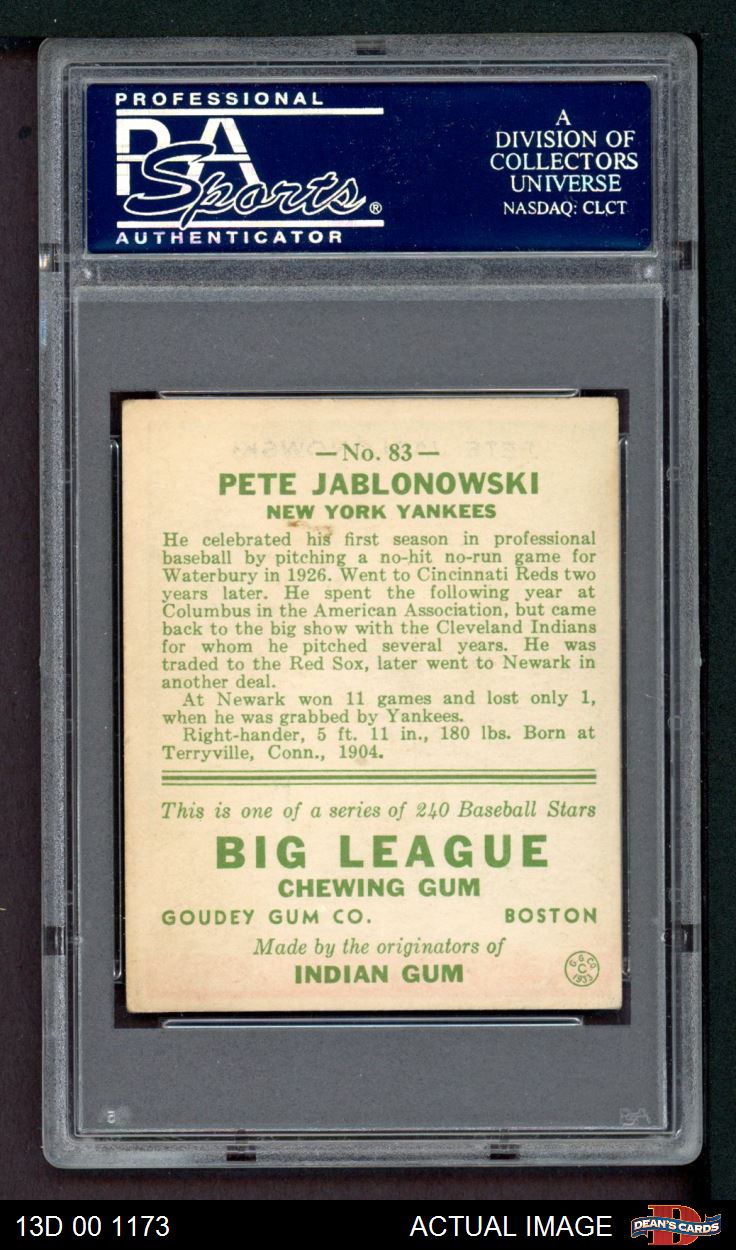 PROFESSIONAL
PSA
Sports®
AUTHENTICATOR
A
DIVISION OF
COLLECTORS
UNIVERSE
NASDAQ: CLCT
—No. 83—
PETE JABLONOWSKI
NEW YORK YANKEES
He celebrated his first season in professional
baseball by pitching a no-hit no-run game for
Waterbury in 1926. Went to Cincinnati Reds two
years later. He spent the following year at
Columbus in the American Association, but came
back to the big show with the Cleveland Indians
for whom he pitched several years. He was
traded to the Red Sox, later went to Newark in
another deal.
At Newark won 11 games and lost only 1,
when he was grabbed by Yankees.
Right-hander, 5 ft. 11 in., 180 lbs. Born at
Terryville, Conn., 1904.
This is one of a series of 240 Baseball Stars
BIG LEAGUE
CHEWING GUM
GOUDEY GUM CO. BOSTON
Made by the originators of
INDIAN GUM
G. G. CO
C
1933
PSA
13D 00 1173 ACTUAL IMAGE
DEAN'S CARDS